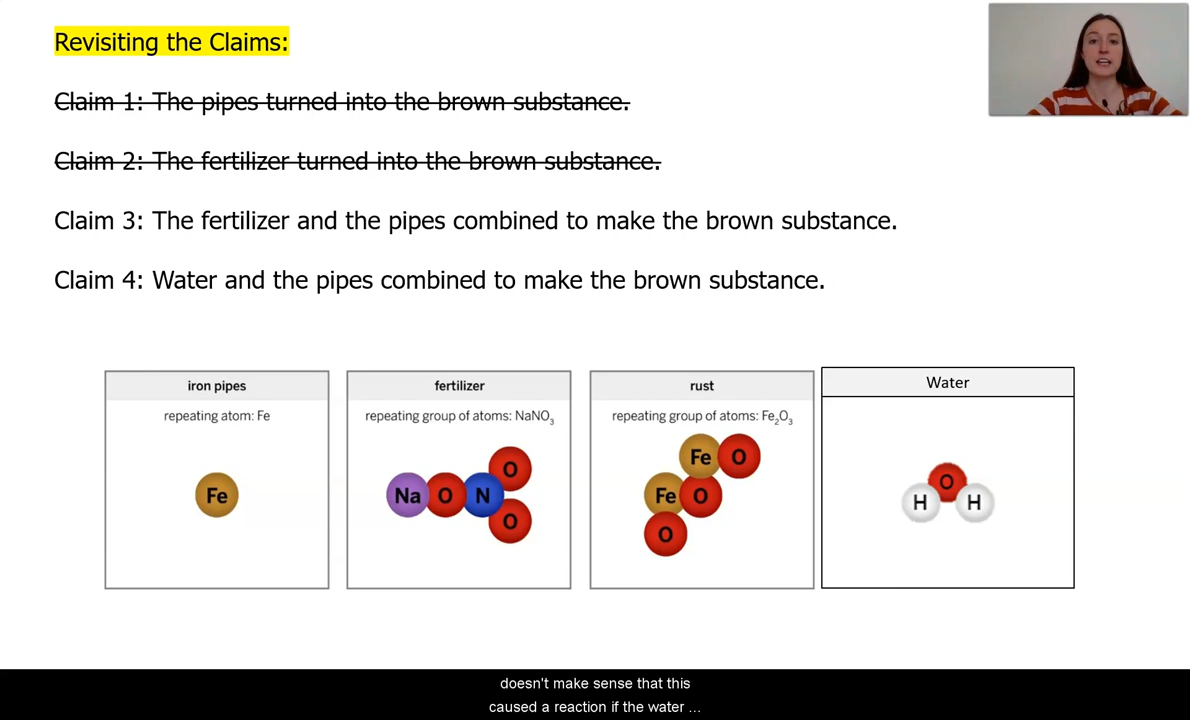 Revisiting the Claims:
Claim 1: The pipes turned into the brown substance.
Claim 2: The fertilizer turned into the brown substance.
Claim 3: The fertilizer and the pipes combined to make the brown substance.
Claim 4: Water and the pipes combined to make the brown substance.
iron pipes
repeating atom: Fe
Fe
fertilizer
repeating group of atoms: NaNO₃
O
Na O N
O
rust
repeating group of atoms: Fe₂O₃
Fe O
Fe O
O
Water
O
H H
doesn't make sense that this
caused a reaction if the water ...